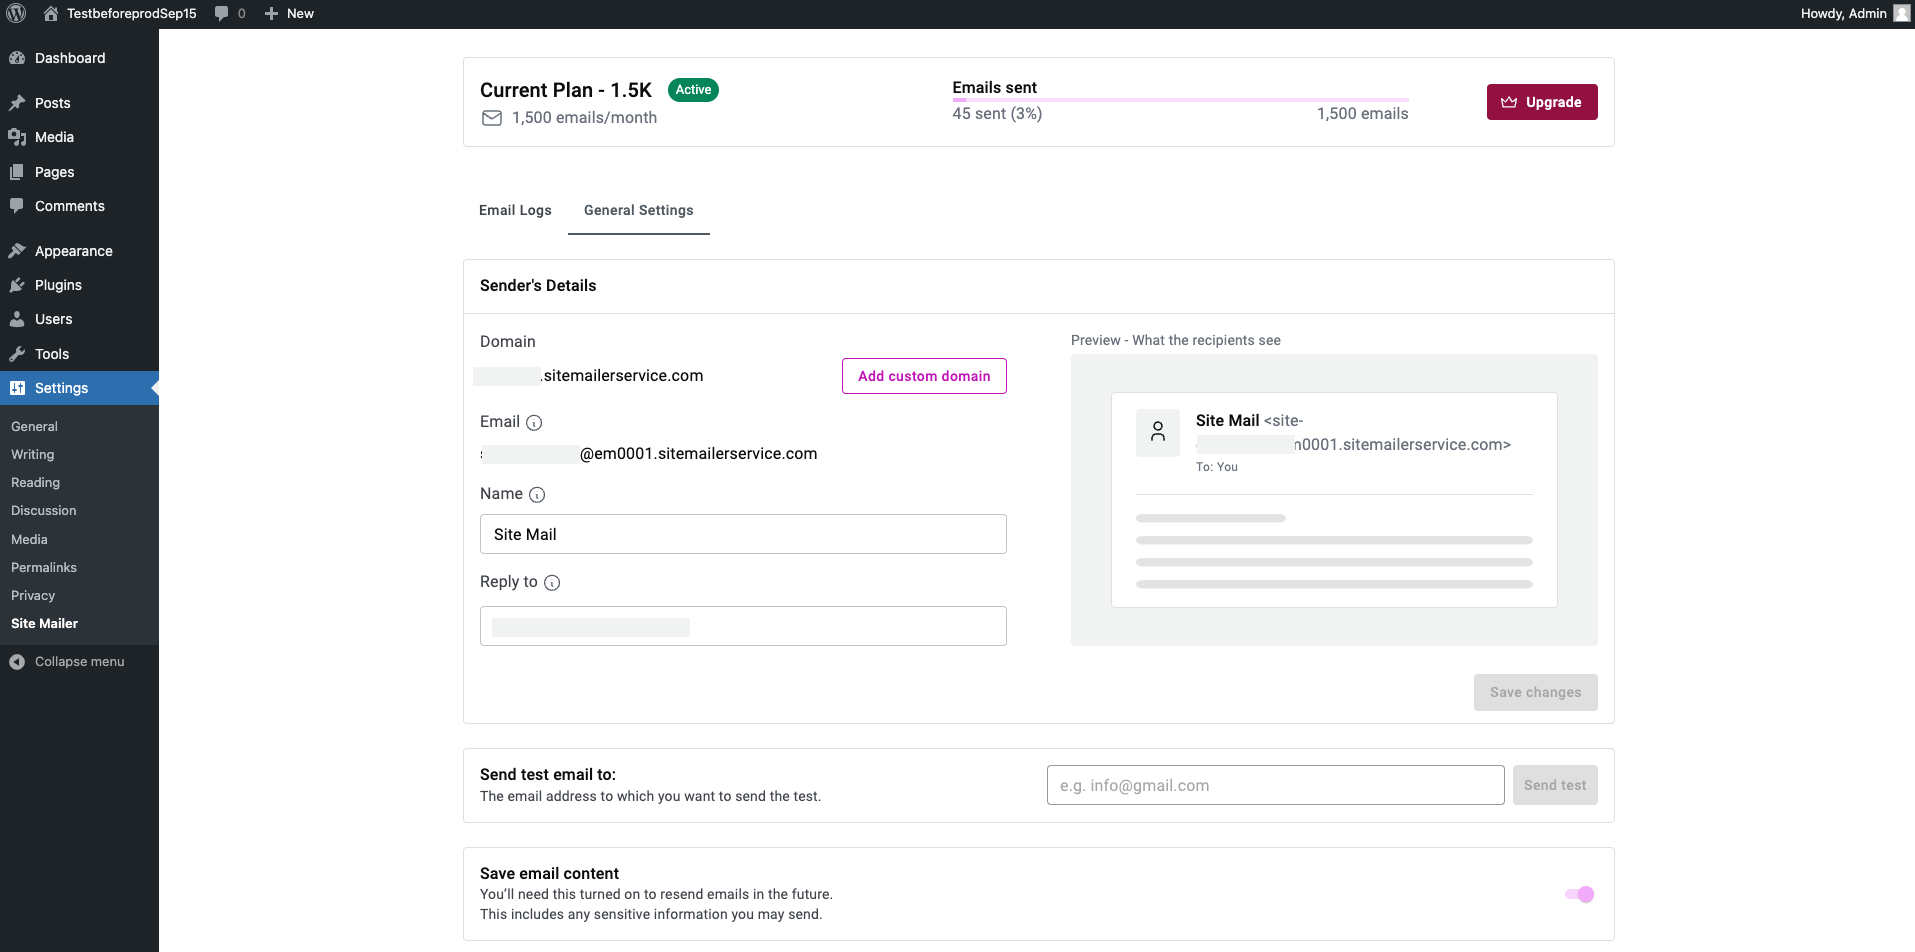 TestbeforeprodSep15
0
New
Howdy, Admin
Dashboard
Posts
Media
Pages
Comments
Appearance
Plugins
Users
Tools
Settings
General
Writing
Reading
Discussion
Media
Permalinks
Privacy
Site Mailer
Collapse menu
Current Plan - 1.5K
Active
1,500 emails/month
Emails sent
45 sent (3%)
1,500 emails
Upgrade
Email Logs
General Settings
Sender's Details
Domain
.sitemailerservice.com
Add custom domain
Email
@em0001.sitemailerservice.com
Name
Site Mail
Reply to
Preview - What the recipients see
Site Mail <site-
0001.sitemailerservice.com>
To: You
Save changes
Send test email to:
The email address to which you want to send the test.
e.g. info@gmail.com
Send test
Save email content
You'll need this turned on to resend emails in the future.
This includes any sensitive information you may send.